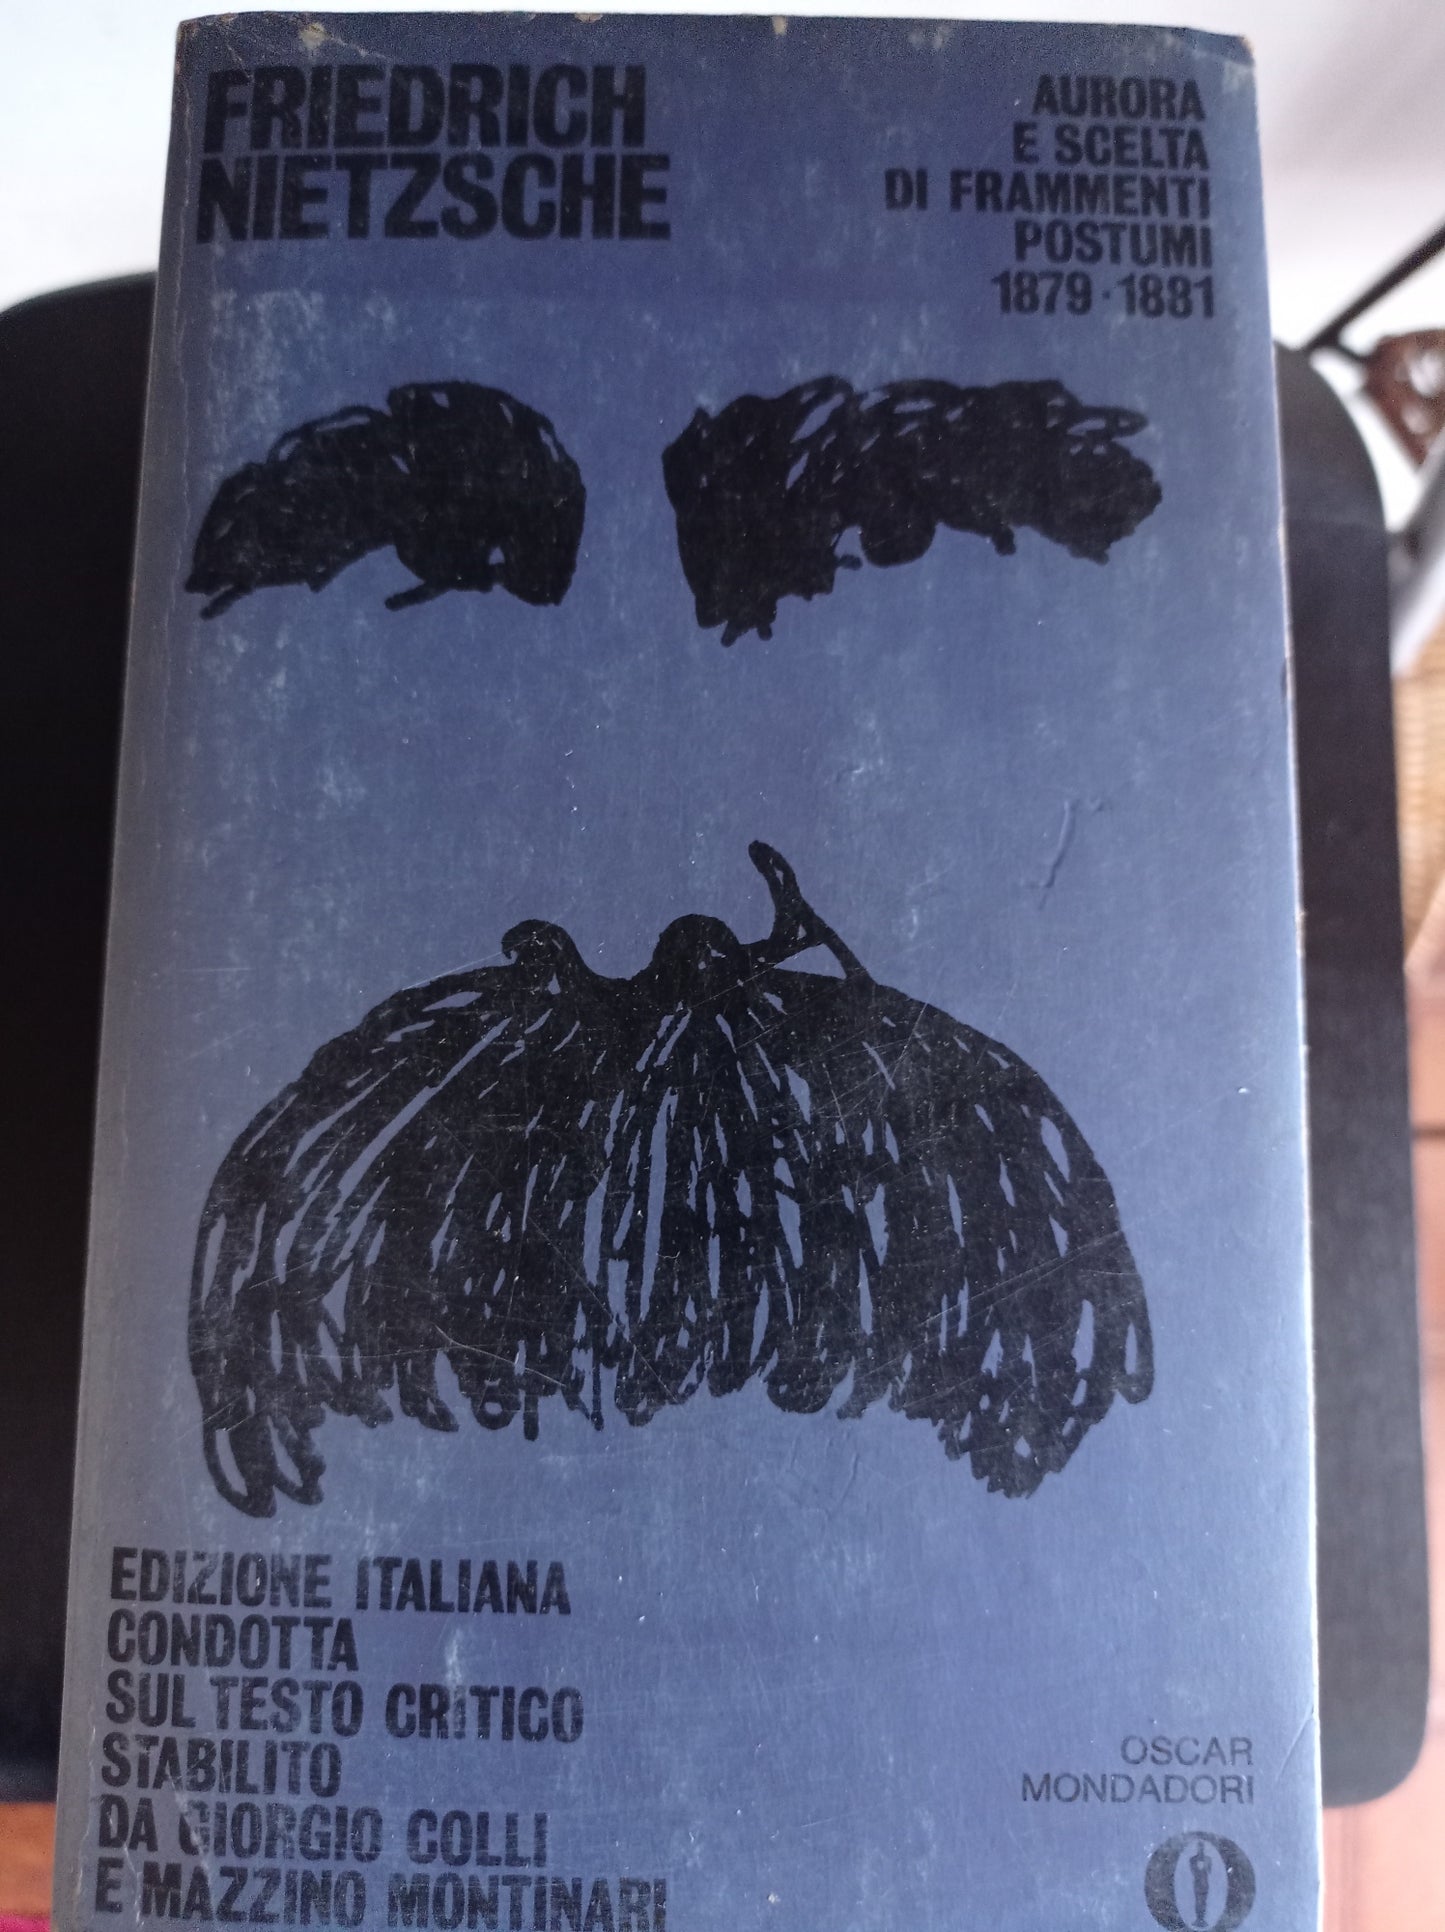 FRIEDRICH
NIETZSCHE
AURORA
E SCELTA
DI FRAMMENTI
POSTUMI
1879·1881
EDIZIONE ITALIANA
CONDOTTA
SUL TESTO CRITICO
STABILITO
DA GIORGIO COLLI
E MAZZINO MONTINARI
OSCAR
MONDADORI